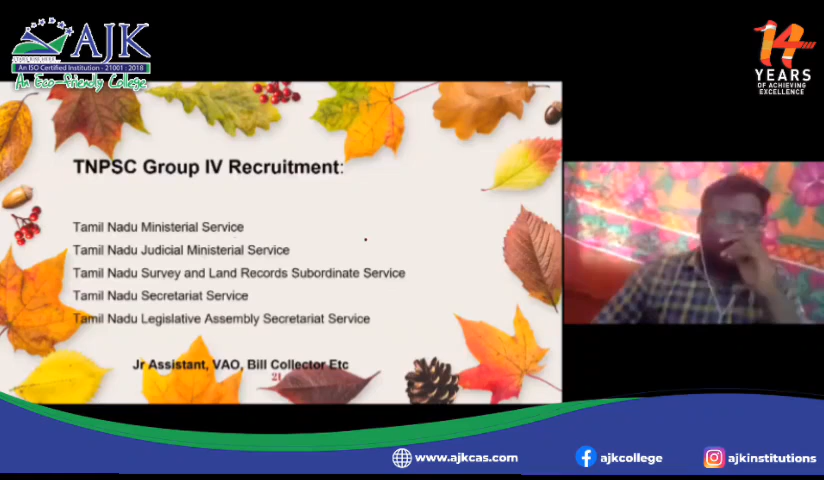 AJK
STARS RISE HERE
An ISO Certified Institution - 21001 : 2018
An Eco-friendly College
14
YEARS
OF ACHIEVING
EXCELLENCE
TNPSC Group IV Recruitment:
Tamil Nadu Ministerial Service
Tamil Nadu Judicial Ministerial Service
Tamil Nadu Survey and Land Records Subordinate Service
Tamil Nadu Secretariat Service
Tamil Nadu Legislative Assembly Secretariat Service
Jr Assistant, VAO, Bill Collector Etc
21
www.ajkcas.com
ajkcollege
ajkinstitutions